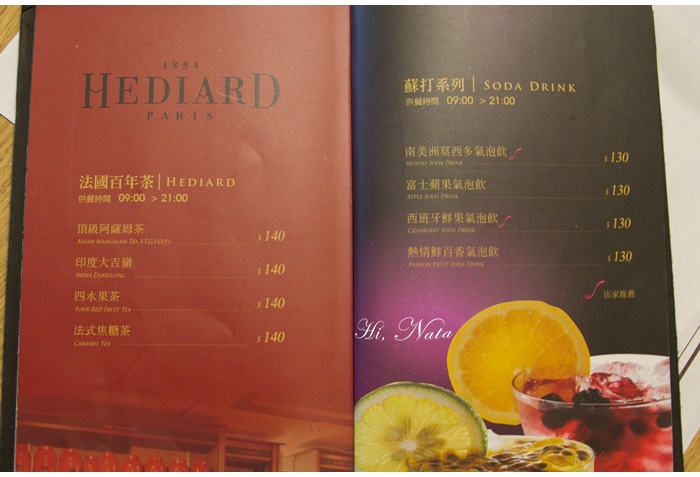 1854
HEDIARD
PARIS
法國百年茶 | HEDIARD
供餐時間 09:00 > 21:00
頂級阿薩姆茶 $140
ASSAM MANGALAM TEA F.T.G.F.O.P.I.
印度大吉嶺 $140
INDIA DARJEELING
四水果茶 $140
FOUR RED FRUIT TEA
法式焦糖茶 $140
CARAMEL TEA
蘇打系列 | SODA DRINK
供餐時間 09:00 > 21:00
南美洲莫西多氣泡飲 $130
MOJITO SODA DRINK
富士蘋果氣泡飲 $130
APPLE SODA DRINK
西班牙鮮果氣泡飲 $130
CRANBERRY SODA DRINK
熱情鮮百香氣泡飲 $130
PASSION FRUIT SODA DRINK
店家推薦
Hi, Nata